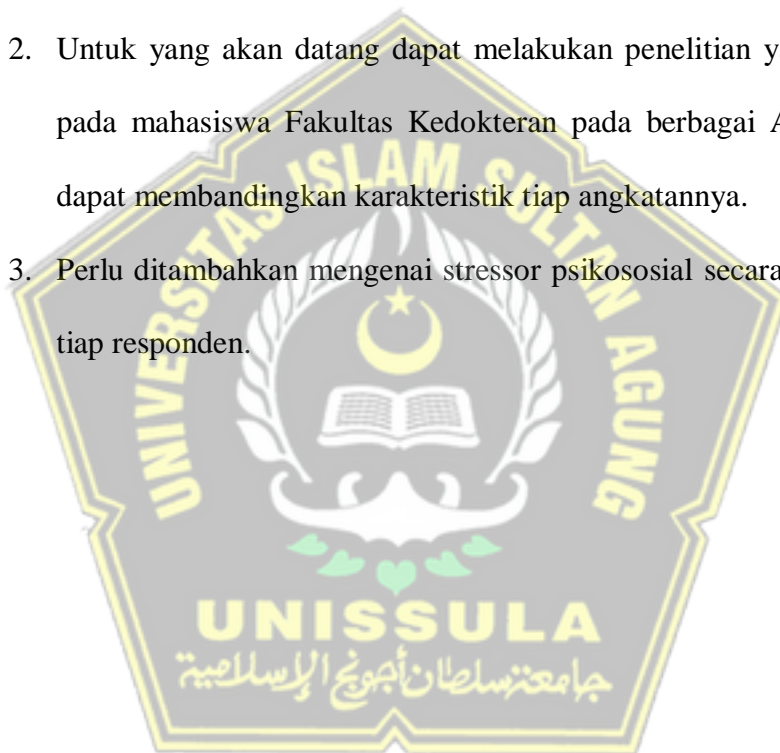 2. Untuk yang akan datang dapat melakukan penelitian y
pada mahasiswa Fakultas Kedokteran pada berbagai A
dapat membandingkan karakteristik tiap angkatannya.
3. Perlu ditambahkan mengenai stressor psikososial secara
tiap responden.
UNIVERSITAS ISLAM SULTAN AGUNG
UNISSULA
جامعة سلطان أجونج الإسلامية